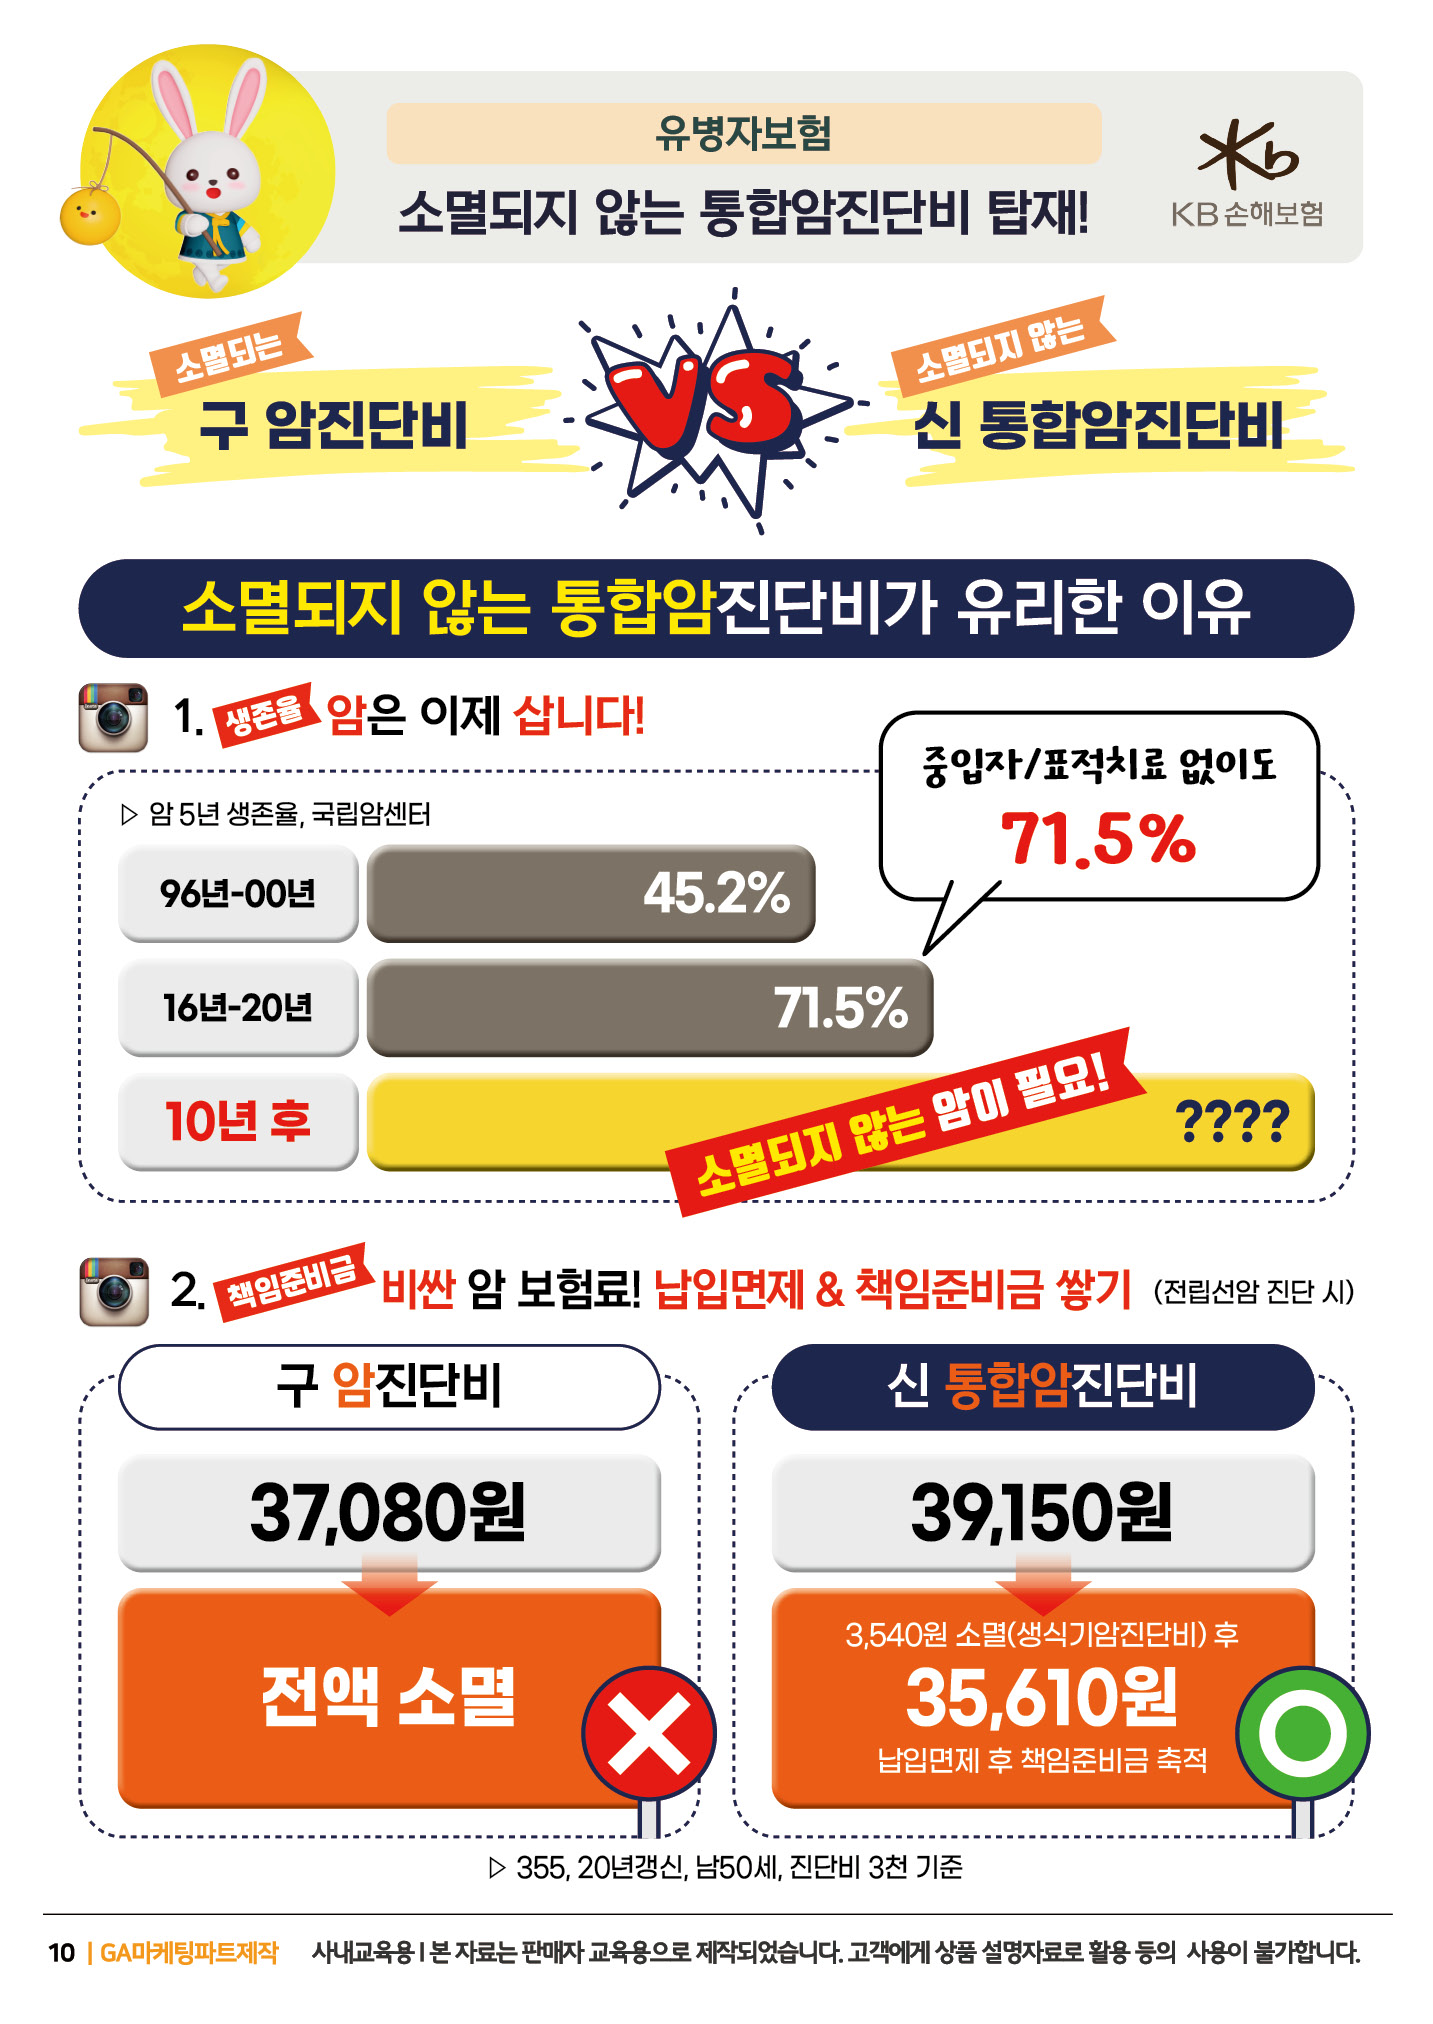 유병자보험
소멸되지 않는 통합암진단비 탑재!
Kb
KB손해보험
소멸되는
구 암진단비
VS
소멸되지 않는
신 통합암진단비
소멸되지 않는 통합암진단비가 유리한 이유
1. 생존율 암은 이제 삽니다!
중입자/표적치료 없이도
71.5%
▷ 암 5년 생존율, 국립암센터
96년-00년
45.2%
16년-20년
71.5%
10년 후
????
소멸되지 않는 암이 필요!
2. 책임준비금 비싼 암 보험료! 납입면제 & 책임준비금 쌓기 (전립선암 진단 시)
구 암진단비
37,080원
전액 소멸
신 통합암진단비
39,150원
3,540원 소멸(생식기암진단비) 후
35,610원
납입면제 후 책임준비금 축적
▷ 355, 20년갱신, 남50세, 진단비 3천 기준
10 | GA마케팅파트제작 사내교육용 I 본 자료는 판매자 교육용으로 제작되었습니다. 고객에게 상품 설명자료로 활용 등의 사용이 불가합니다.